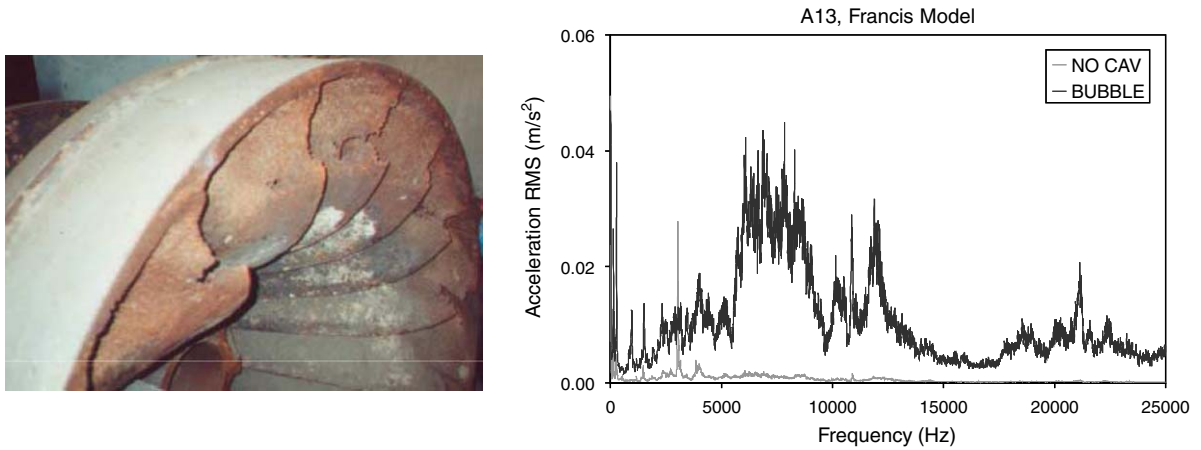 A13, Francis Model
Acceleration RMS (m/s²)
0.06
0.04
0.02
0.00
NO CAV
BUBBLE
0 5000 10000 15000 20000 25000
Frequency (Hz)